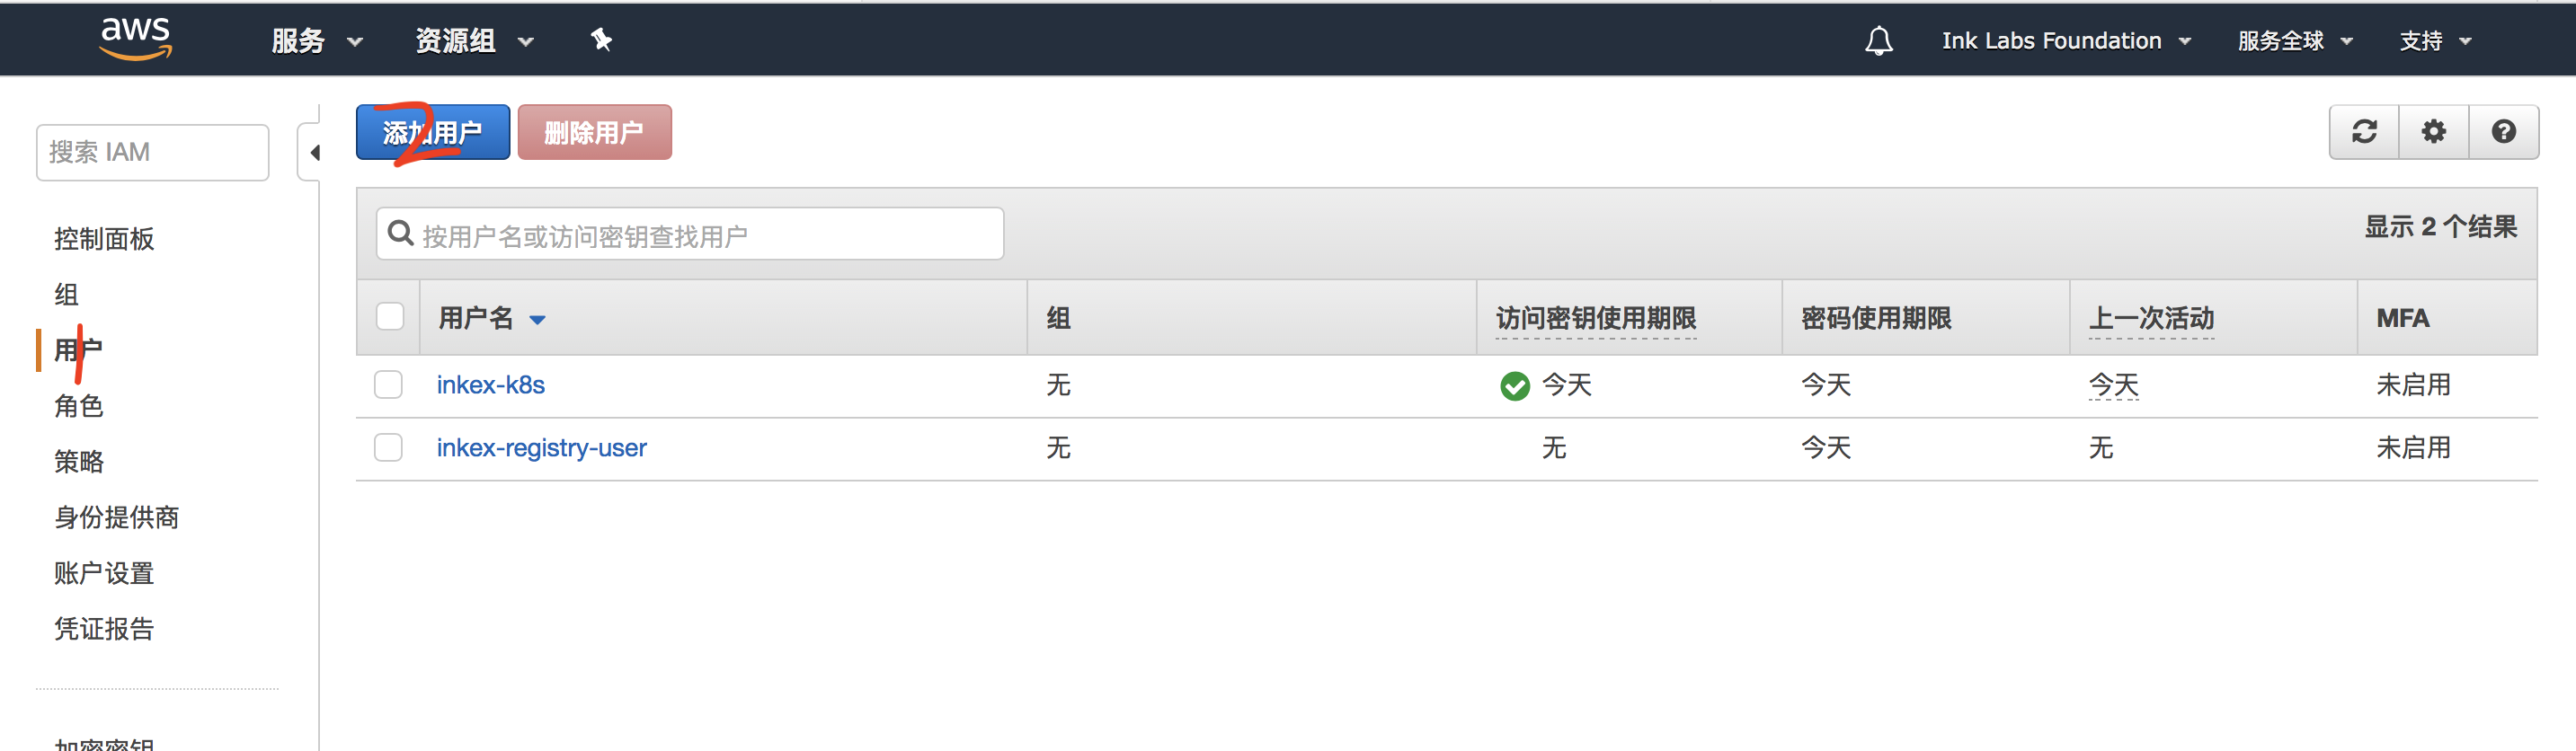 aws 服务 资源组 Ink Labs Foundation 服务全球 支持
搜索 IAM
控制面板
组
用户
角色
策略
身份提供商
账户设置
凭证报告
加密密钥
1
添加用户 删除用户
2
按用户名或访问密钥查找用户
显示 2 个结果
用户名 组 访问密钥使用期限 密码使用期限 上一次活动 MFA
inkex-k8s 无 今天 今天 今天 未启用
inkex-registry-user 无 无 今天 无 未启用